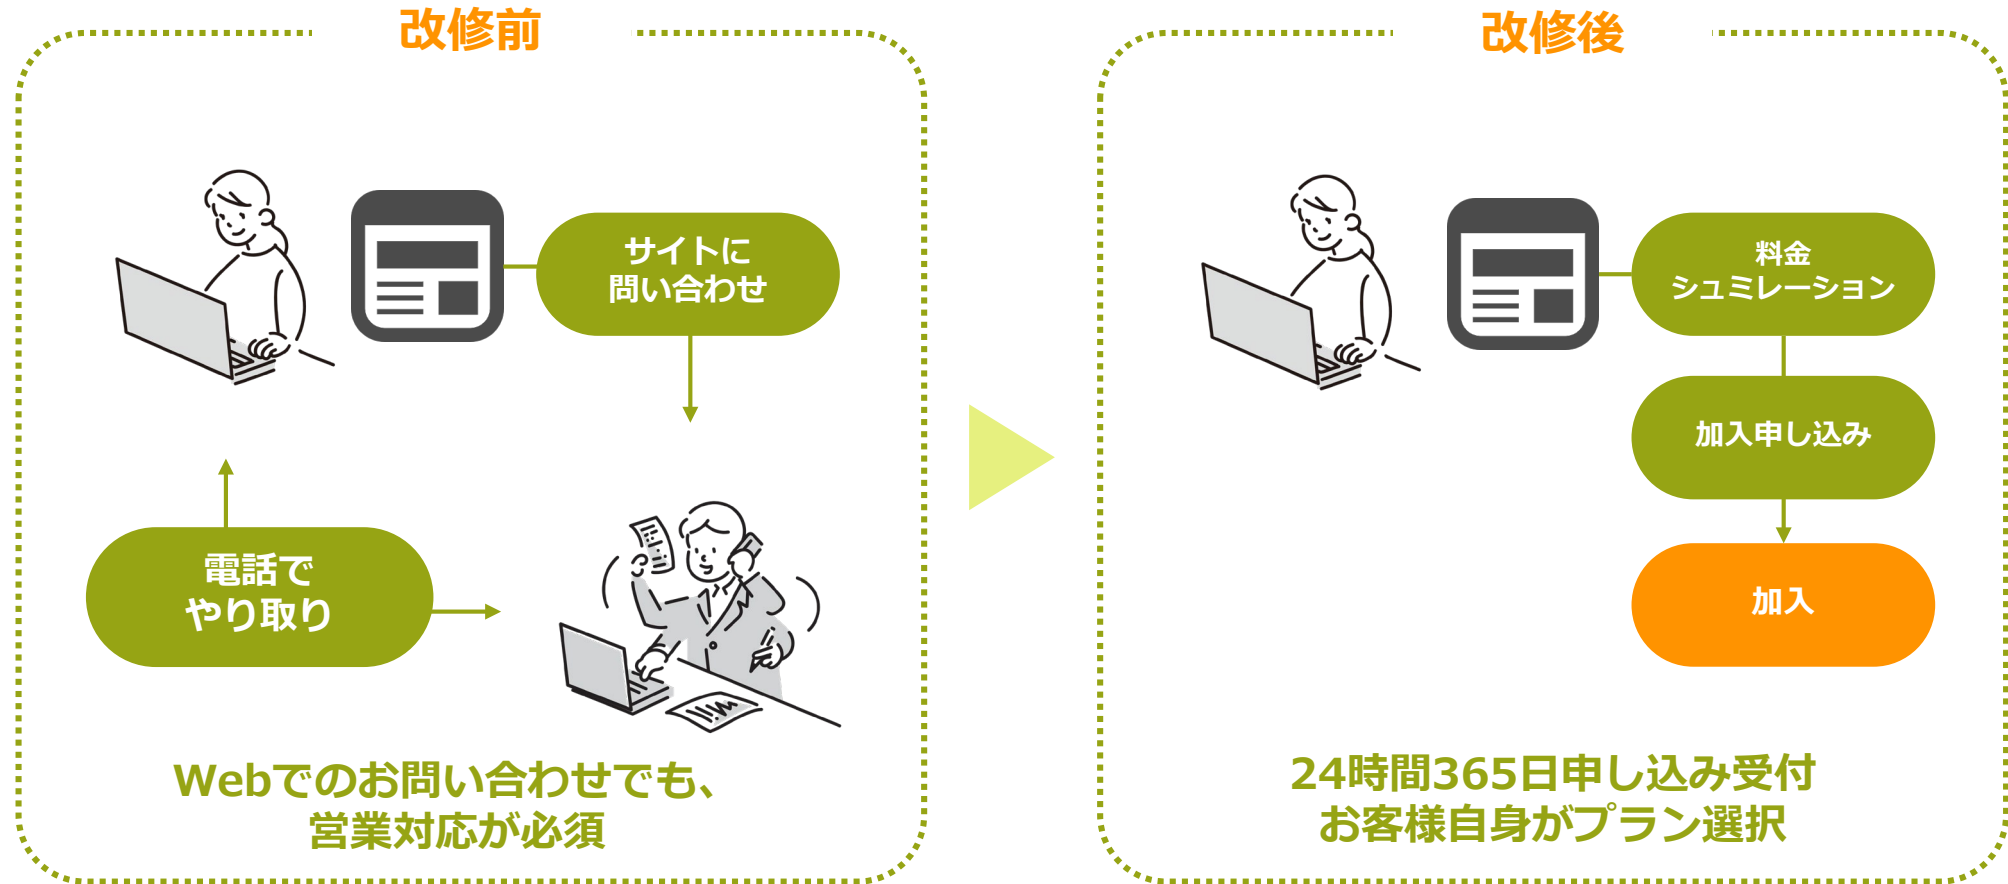 改修前
サイトに
問い合わせ
電話で
やり取り
Webでのお問い合わせでも、
営業対応が必須
改修後
料金
シュミレーション
加入申し込み
加入
24時間365日申し込み受付
お客様自身がプラン選択